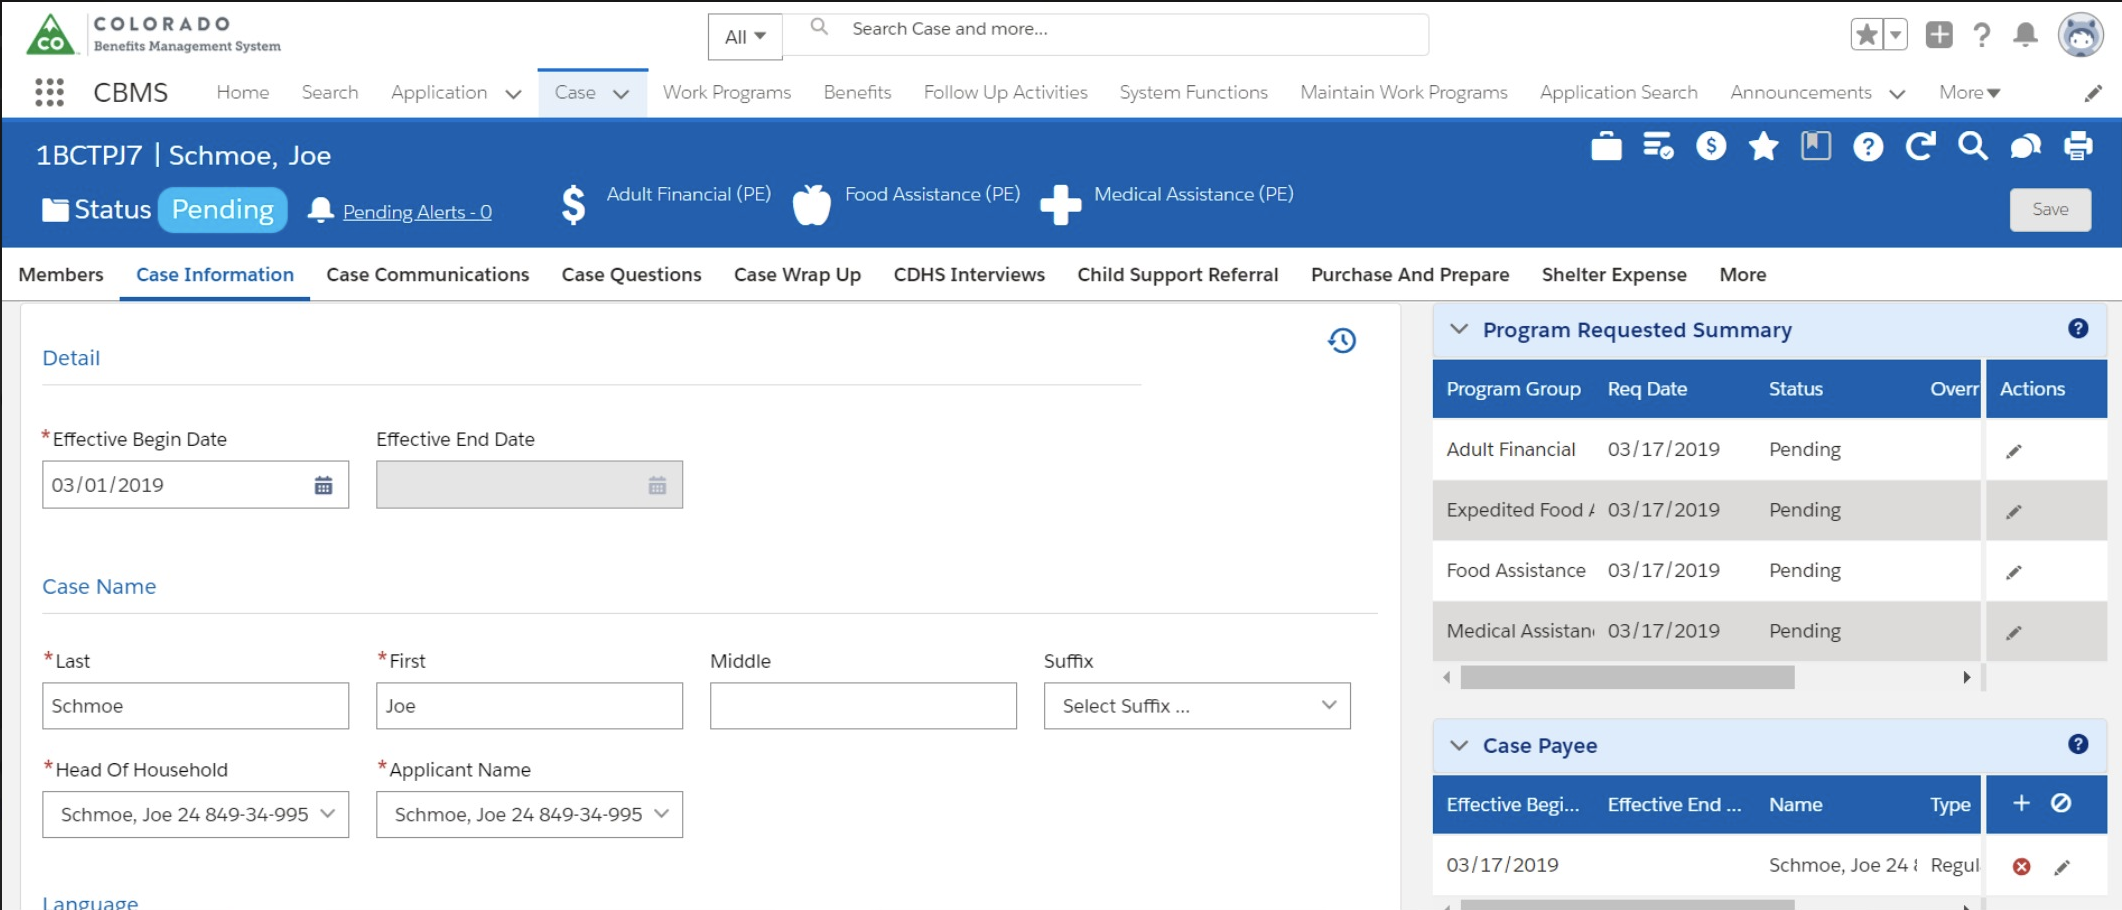 COLORADO
Benefits Management System
CO
All
Search Case and more...
CBMS
Home
Search
Application
Case
Work Programs
Benefits
Follow Up Activities
System Functions
Maintain Work Programs
Application Search
Announcements
More
1BCTPJ7 | Schmoe, Joe
Status Pending
Pending Alerts - 0
Adult Financial (PE)
Food Assistance (PE)
Medical Assistance (PE)
Save
Members
Case Information
Case Communications
Case Questions
Case Wrap Up
CDHS Interviews
Child Support Referral
Purchase And Prepare
Shelter Expense
More
Detail
*Effective Begin Date
Effective End Date
03/01/2019
Case Name
*Last
*First
Middle
Suffix
Schmoe
Joe
Select Suffix ...
*Head Of Household
*Applicant Name
Schmoe, Joe 24 849-34-995
Schmoe, Joe 24 849-34-995
Language
Program Requested Summary
Program Group Req Date Status Overr Actions
Adult Financial 03/17/2019 Pending
Expedited Food 03/17/2019 Pending
Food Assistance 03/17/2019 Pending
Medical Assistan 03/17/2019 Pending
Case Payee
Effective Begi... Effective End ... Name Type
03/17/2019 Schmoe, Joe 24 Regul